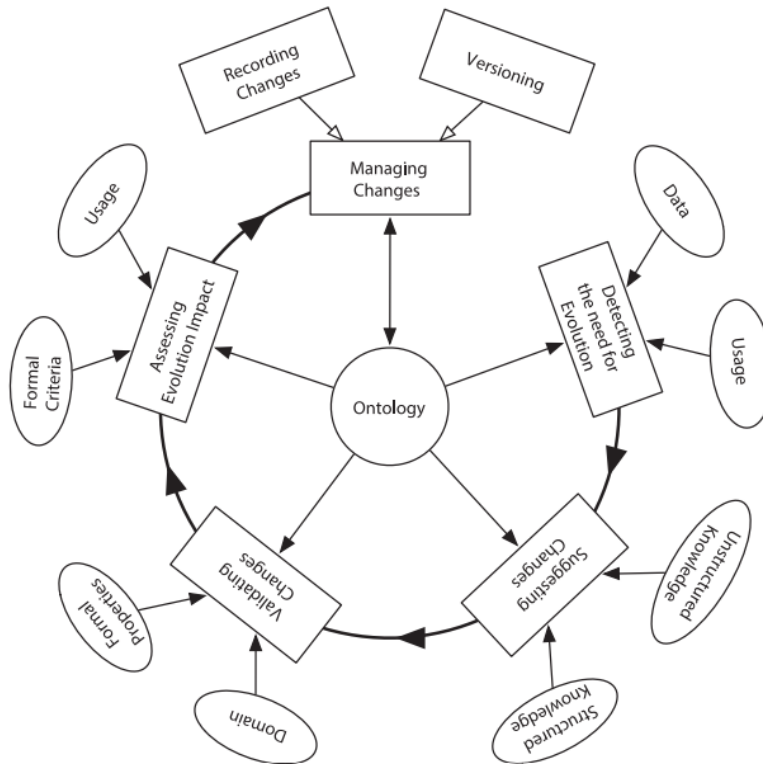 Recording
Changes
Versioning
Managing
Changes
Usage
Data
Assessing
Evolution Impact
Detecting
the need for
Evolution
Formal
Criteria
Usage
Ontology
Validating
Changes
Suggesting
Changes
Unstructured
Knowledge
Formal
Properties
Domain
Structured
Knowledge